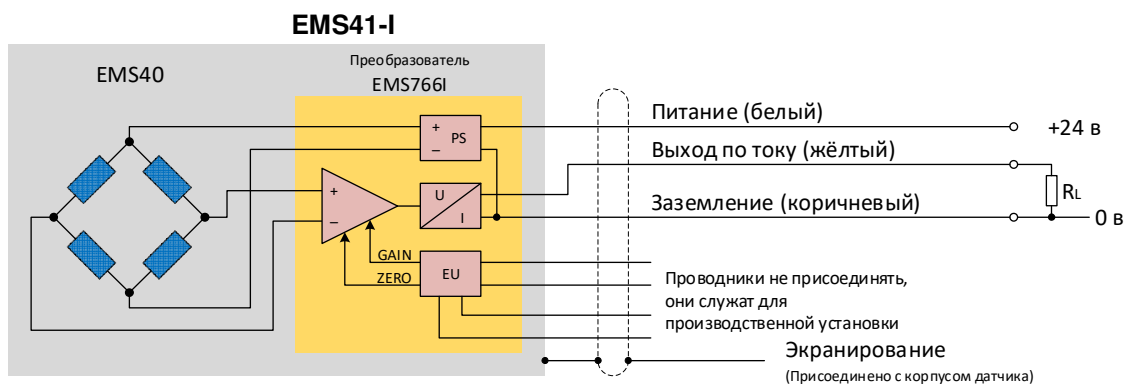 EMS41-I
EMS40
Преобразователь
EMS766I
+
−
PS
Питание (белый)
+24 в
Выход по току (жёлтый)
+
−
U
I
RL
Заземление (коричневый)
0 в
GAIN
ZERO
EU
Проводники не присоединять,
они служат для
производственной установки
Экранирование
(Присоединено с корпусом датчика)